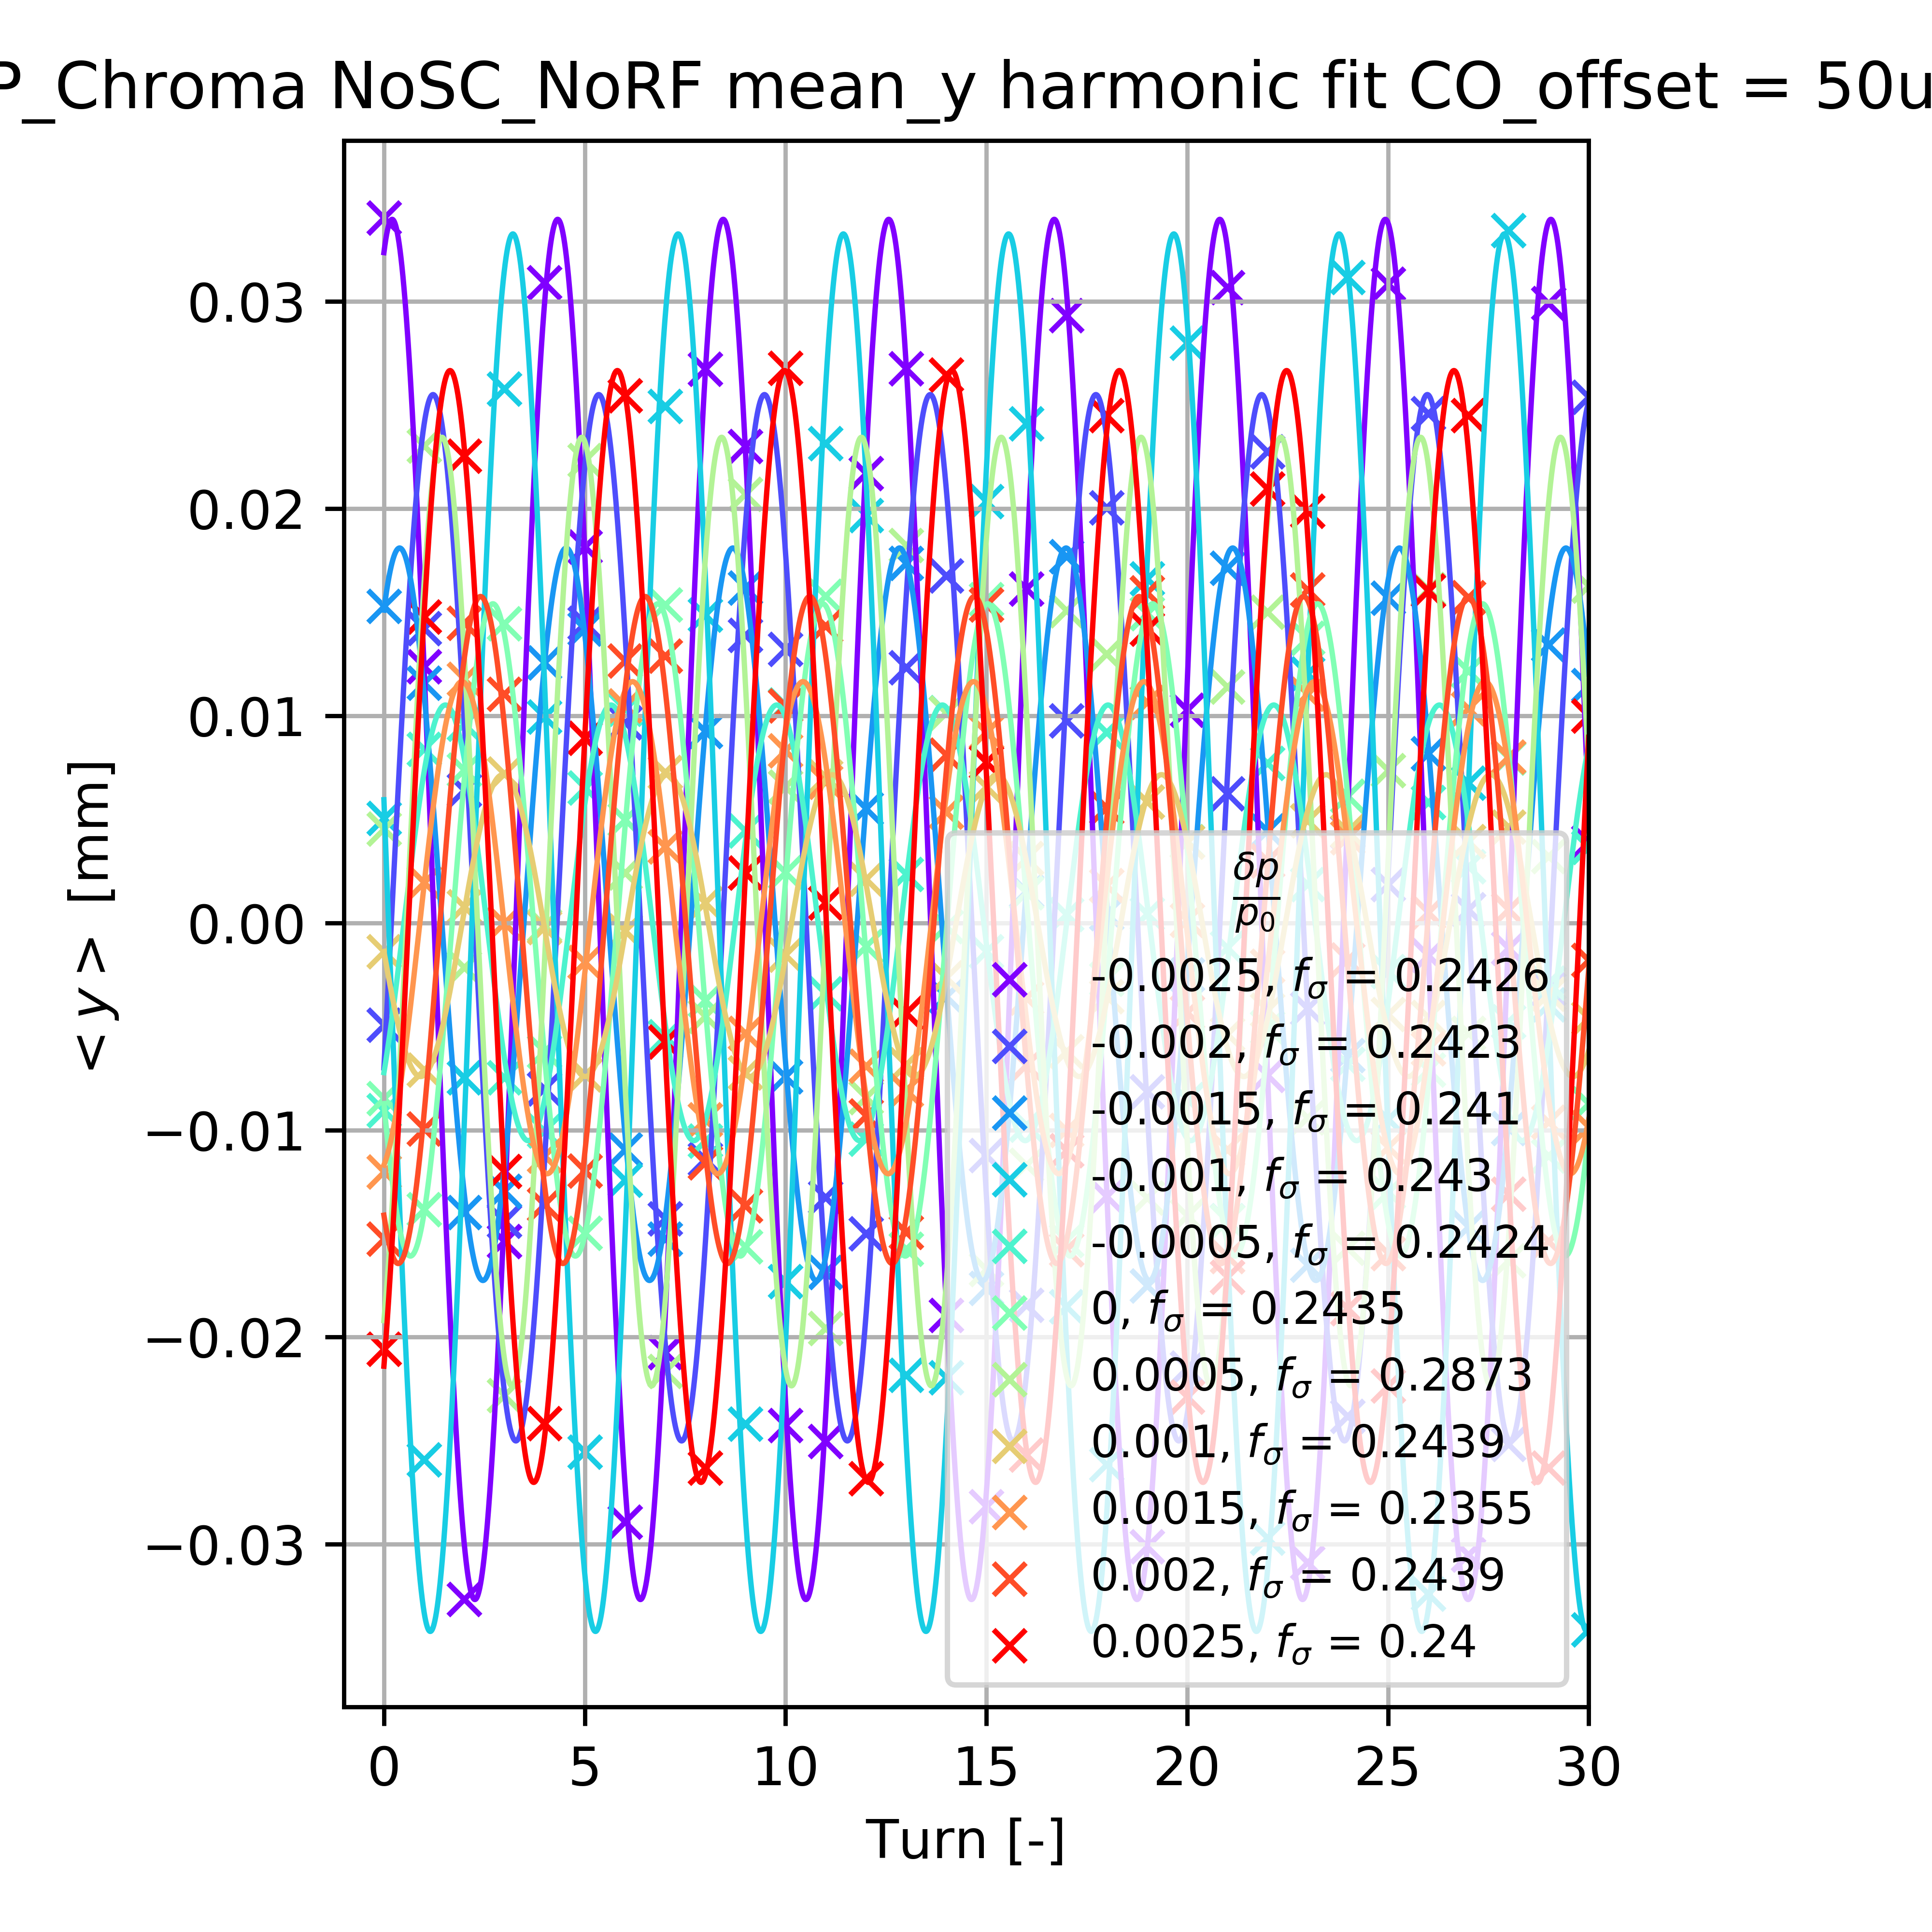 P_Chroma NoSC_NoRF mean_y harmonic fit CO_offset = 50u
0.03
0.02
0.01
0.00
−0.01
−0.02
−0.03
< y > [mm]
δp
p0
-0.0025, fσ = 0.2426
-0.002, fσ = 0.2423
-0.0015, fσ = 0.241
-0.001, fσ = 0.243
-0.0005, fσ = 0.2424
0, fσ = 0.2435
0.0005, fσ = 0.2873
0.001, fσ = 0.2439
0.0015, fσ = 0.2355
0.002, fσ = 0.2439
0.0025, fσ = 0.24
0 5 10 15 20 25 30
Turn [-]